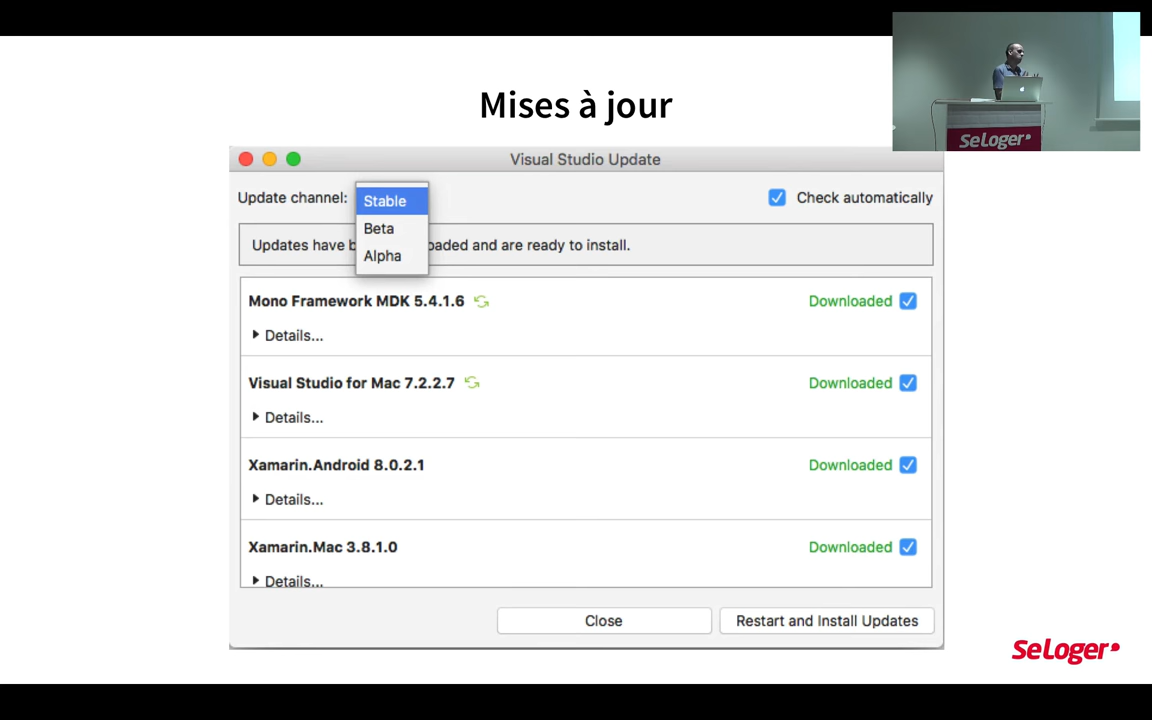 Mises à jour
SeLoger
Visual Studio Update
Update channel:
Stable
Beta
Alpha
Check automatically
Updates have b oaded and are ready to install.
Mono Framework MDK 5.4.1.6
Downloaded
Details...
Visual Studio for Mac 7.2.2.7
Downloaded
Details...
Xamarin.Android 8.0.2.1
Downloaded
Details...
Xamarin.Mac 3.8.1.0
Downloaded
Details...
Close
Restart and Install Updates
SeLoger